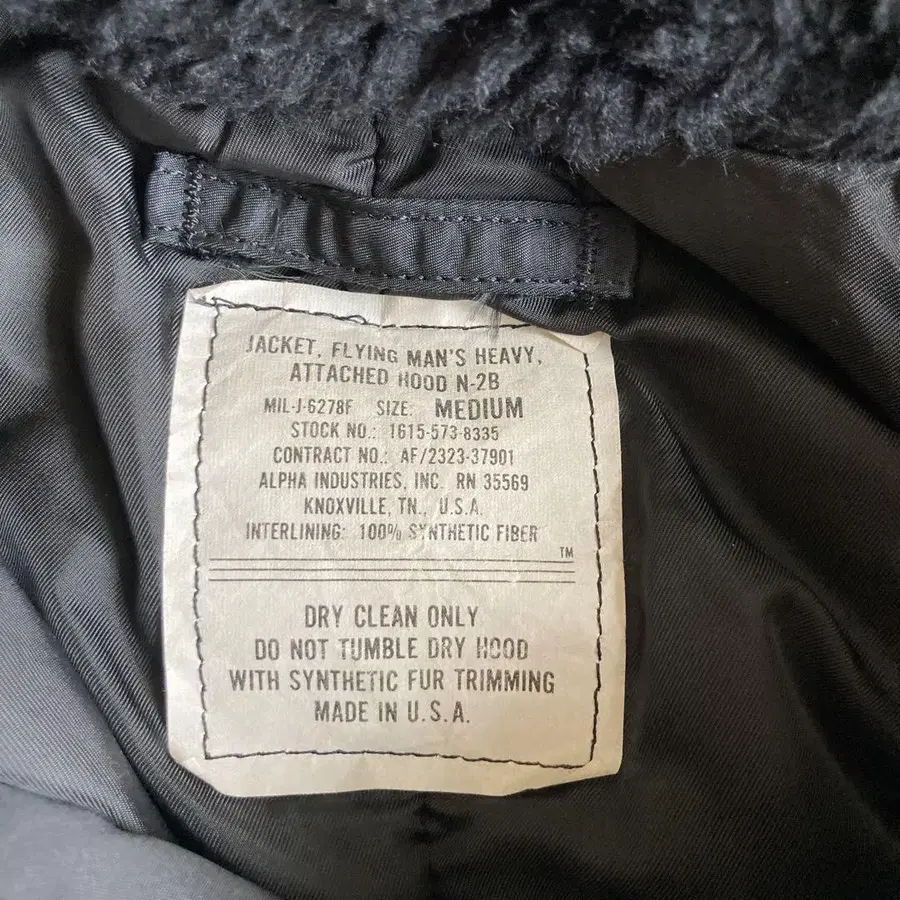 JACKET, FLYING MAN'S HEAVY,
ATTACHED HOOD N-2B
MIL-J-6278F SIZE: MEDIUM
STOCK NO.: 1615-573-8335
CONTRACT NO.: AF/2323-37901
ALPHA INDUSTRIES, INC. RN 35569
KNOXVILLE, TN., U.S.A.
INTERLINING: 100% SYNTHETIC FIBER
TM
DRY CLEAN ONLY
DO NOT TUMBLE DRY HOOD
WITH SYNTHETIC FUR TRIMMING
MADE IN U.S.A.